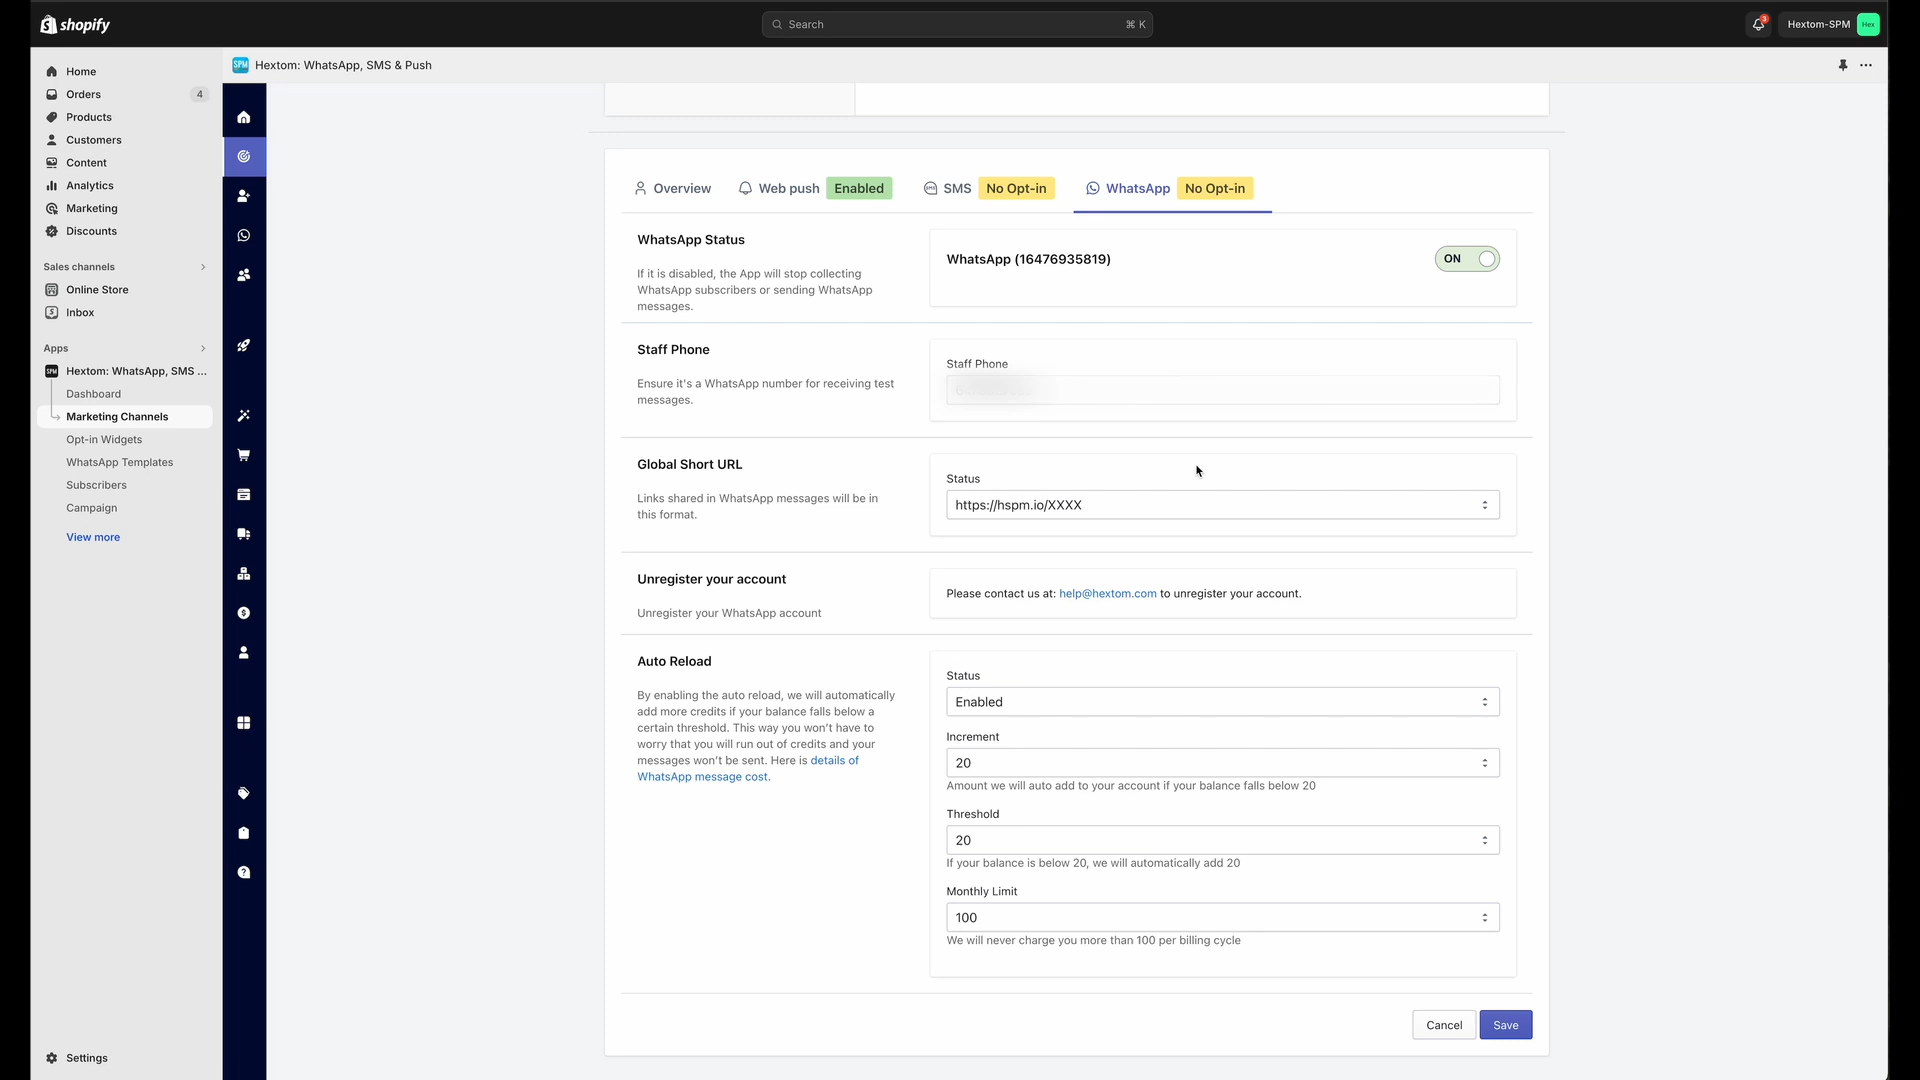 shopify
Search
⌘ K
3
Hextom-SPM
Hex
Home
Orders
4
Products
Customers
Content
Analytics
Marketing
Discounts
Sales channels
Online Store
Inbox
Apps
SPM
Hextom: WhatsApp, SMS ...
Dashboard
Marketing Channels
Opt-in Widgets
WhatsApp Templates
Subscribers
Campaign
View more
Settings
SPM
Hextom: WhatsApp, SMS & Push
Overview
Web push
Enabled
SMS
No Opt-in
WhatsApp
No Opt-in
WhatsApp Status
If it is disabled, the App will stop collecting
WhatsApp subscribers or sending WhatsApp
messages.
WhatsApp (16476935819)
ON
Staff Phone
Ensure it's a WhatsApp number for receiving test
messages.
Staff Phone
Global Short URL
Links shared in WhatsApp messages will be in
this format.
Status
https://hspm.io/XXXX
Unregister your account
Unregister your WhatsApp account
Please contact us at: help@hextom.com to unregister your account.
Auto Reload
By enabling the auto reload, we will automatically
add more credits if your balance falls below a
certain threshold. This way you won't have to
worry that you will run out of credits and your
messages won't be sent. Here is details of
WhatsApp message cost.
Status
Enabled
Increment
20
Amount we will auto add to your account if your balance falls below 20
Threshold
20
If your balance is below 20, we will automatically add 20
Monthly Limit
100
We will never charge you more than 100 per billing cycle
Cancel
Save